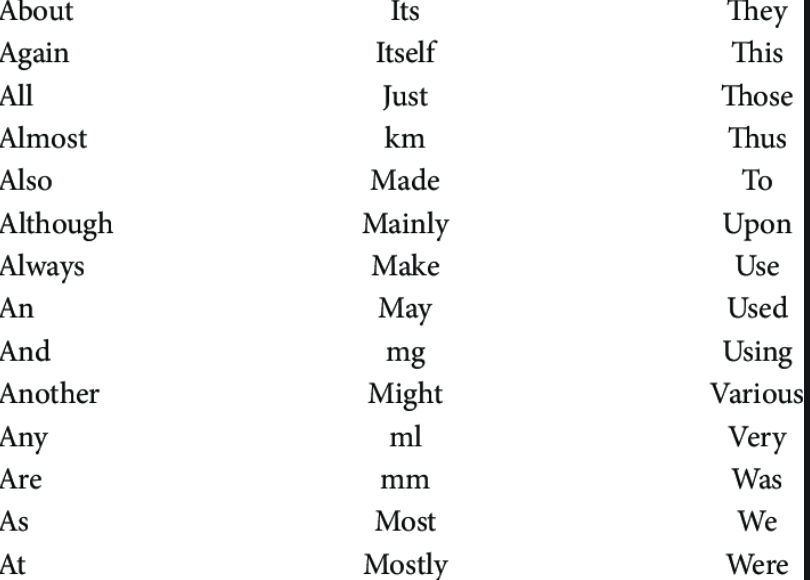 About Its They
Again Itself This
All Just Those
Almost km Thus
Also Made To
Although Mainly Upon
Always Make Use
An May Used
And mg Using
Another Might Various
Any ml Very
Are mm Was
As Most We
At Mostly Were